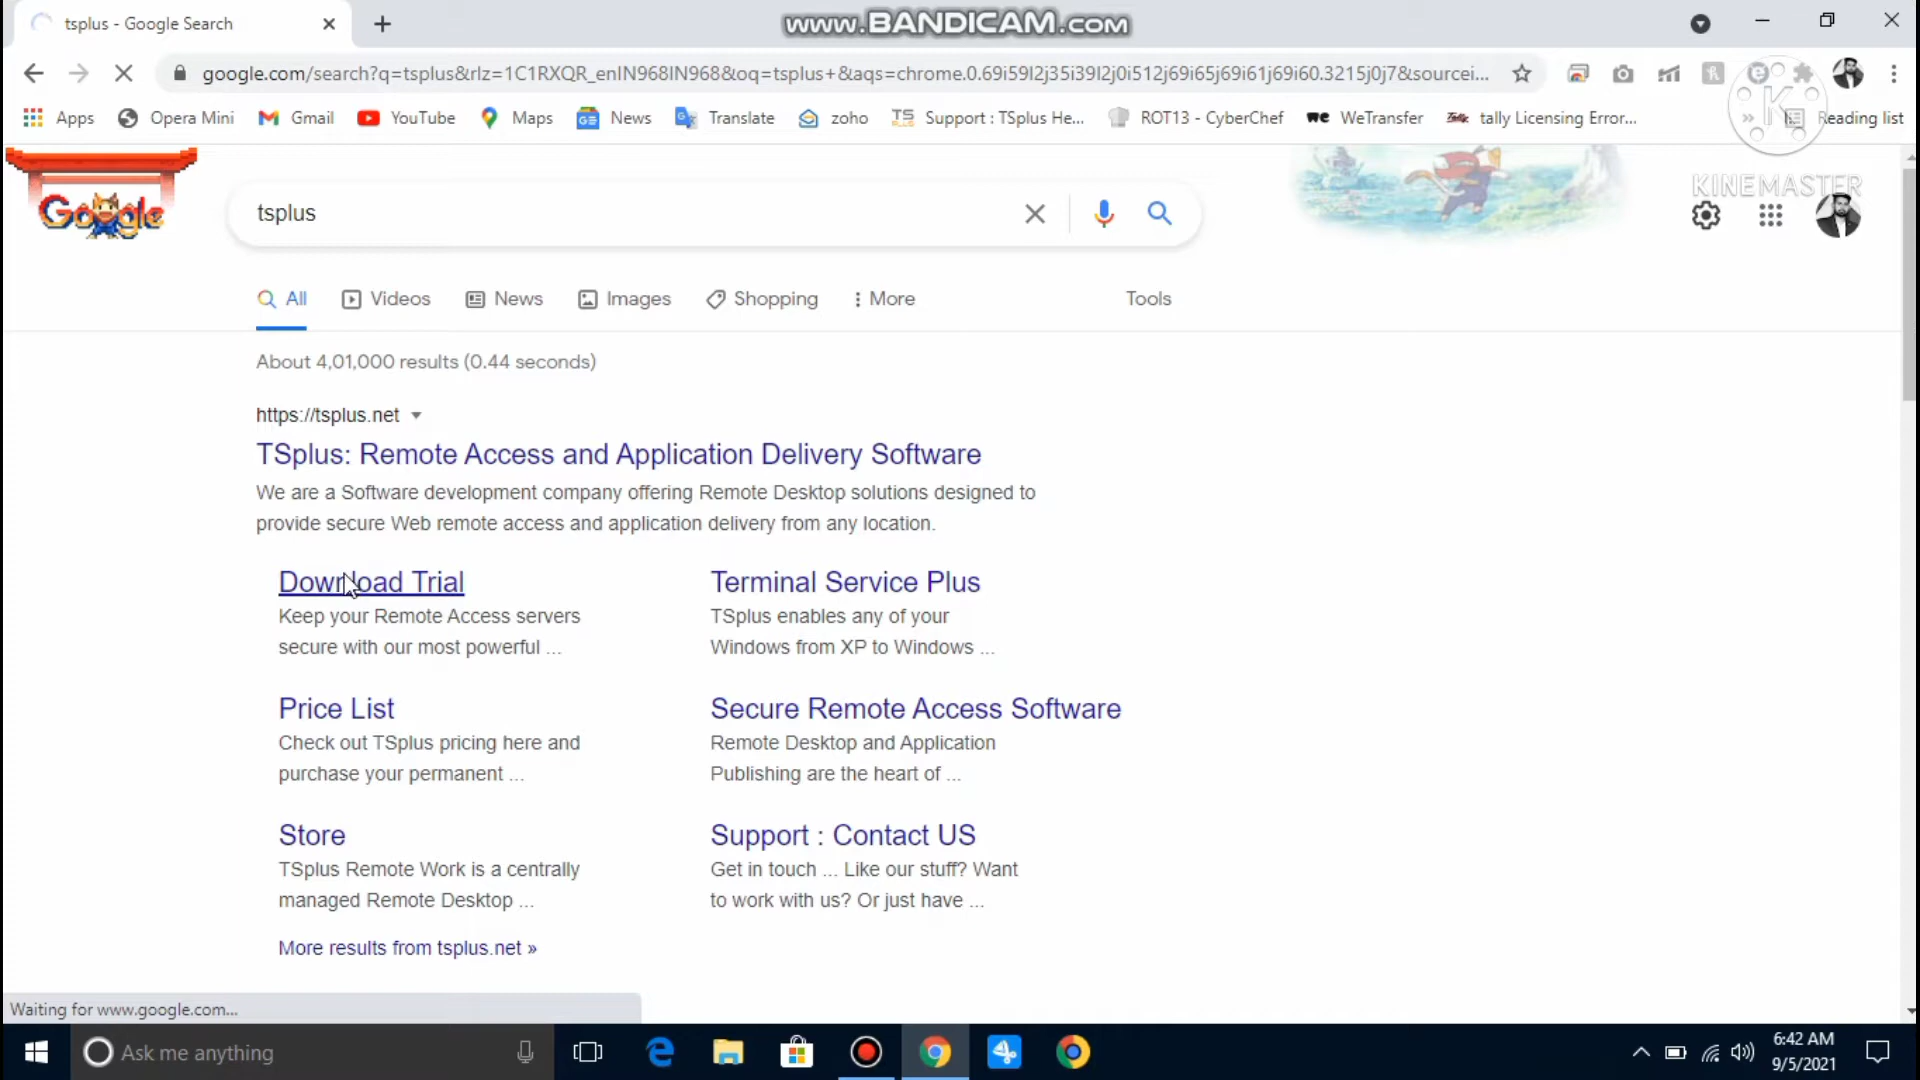 tsplus - Google Search
www.BANDICAM.com
google.com/search?q=tsplus&rlz=1C1RXQR_enIN968IN968&oq=tsplus+&aqs=chrome.0.69i59l2j35i39l2j0i512j69i65j69i61j69i60.3215j0j7&sourcei...
Apps Opera Mini Gmail YouTube Maps News Translate zoho Support : TSplus He... ROT13 - CyberChef WeTransfer tally Licensing Error... Reading list
KINEMASTER
Google
tsplus
All Videos News Images Shopping More Tools
About 4,01,000 results (0.44 seconds)
https://tsplus.net
TSplus: Remote Access and Application Delivery Software
We are a Software development company offering Remote Desktop solutions designed to
provide secure Web remote access and application delivery from any location.
Download Trial
Keep your Remote Access servers
secure with our most powerful ...
Terminal Service Plus
TSplus enables any of your
Windows from XP to Windows ...
Price List
Check out TSplus pricing here and
purchase your permanent ...
Secure Remote Access Software
Remote Desktop and Application
Publishing are the heart of ...
Store
TSplus Remote Work is a centrally
managed Remote Desktop ...
Support : Contact US
Get in touch ... Like our stuff? Want
to work with us? Or just have ...
More results from tsplus.net »
Waiting for www.google.com...
Ask me anything
6:42 AM
9/5/2021